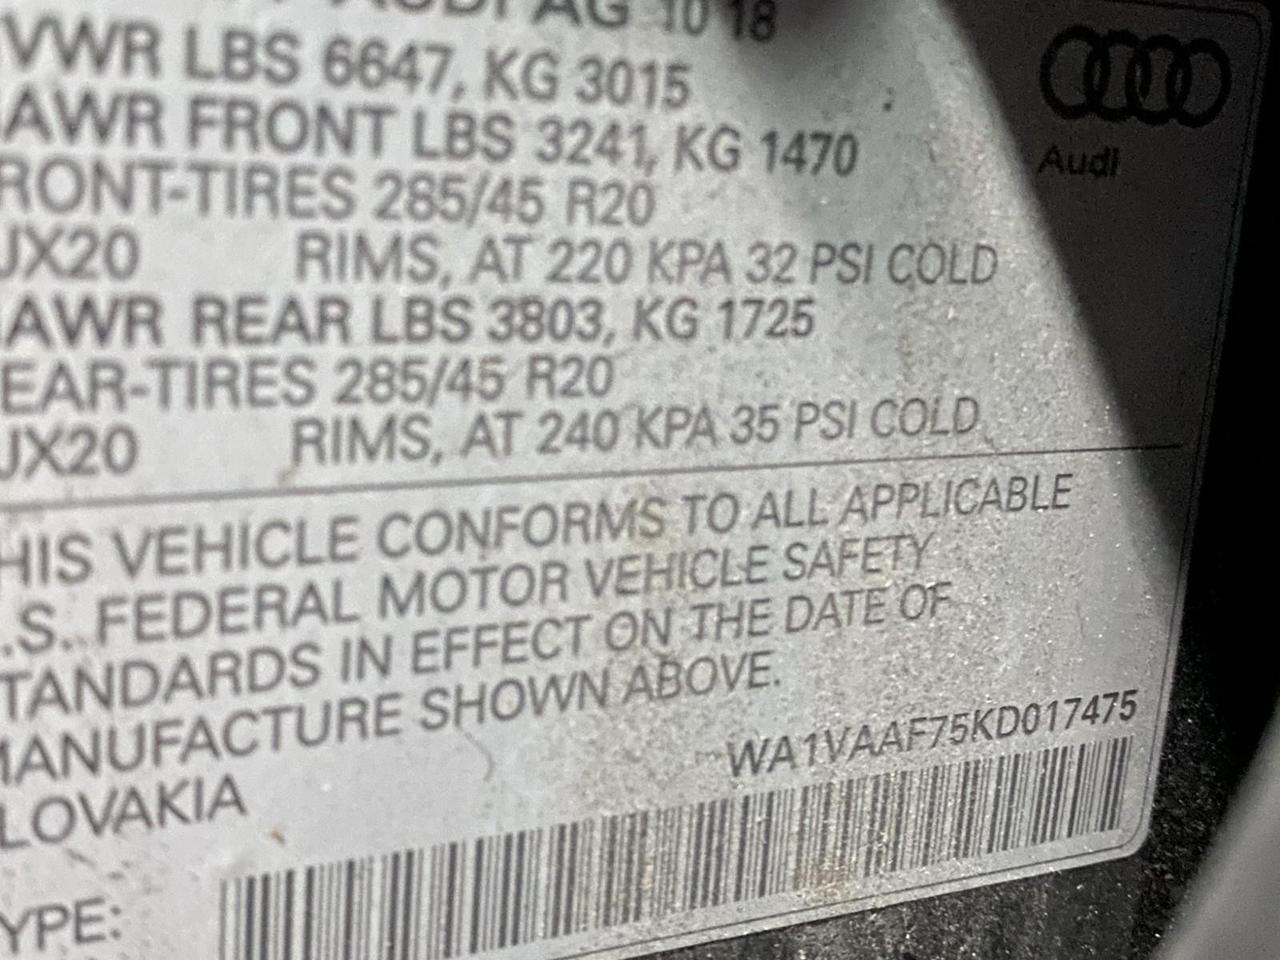 AUDI AG 10 18
VWR LBS 6647, KG 3015
AWR FRONT LBS 3241, KG 1470
RONT-TIRES 285/45 R20
JX20 RIMS, AT 220 KPA 32 PSI COLD
AWR REAR LBS 3803, KG 1725
EAR-TIRES 285/45 R20
JX20 RIMS, AT 240 KPA 35 PSI COLD
HIS VEHICLE CONFORMS TO ALL APPLICABLE
.S. FEDERAL MOTOR VEHICLE SAFETY
TANDARDS IN EFFECT ON THE DATE OF
MANUFACTURE SHOWN ABOVE.
WA1VAAF75KD017475
LOVAKIA
YPE:
Audi